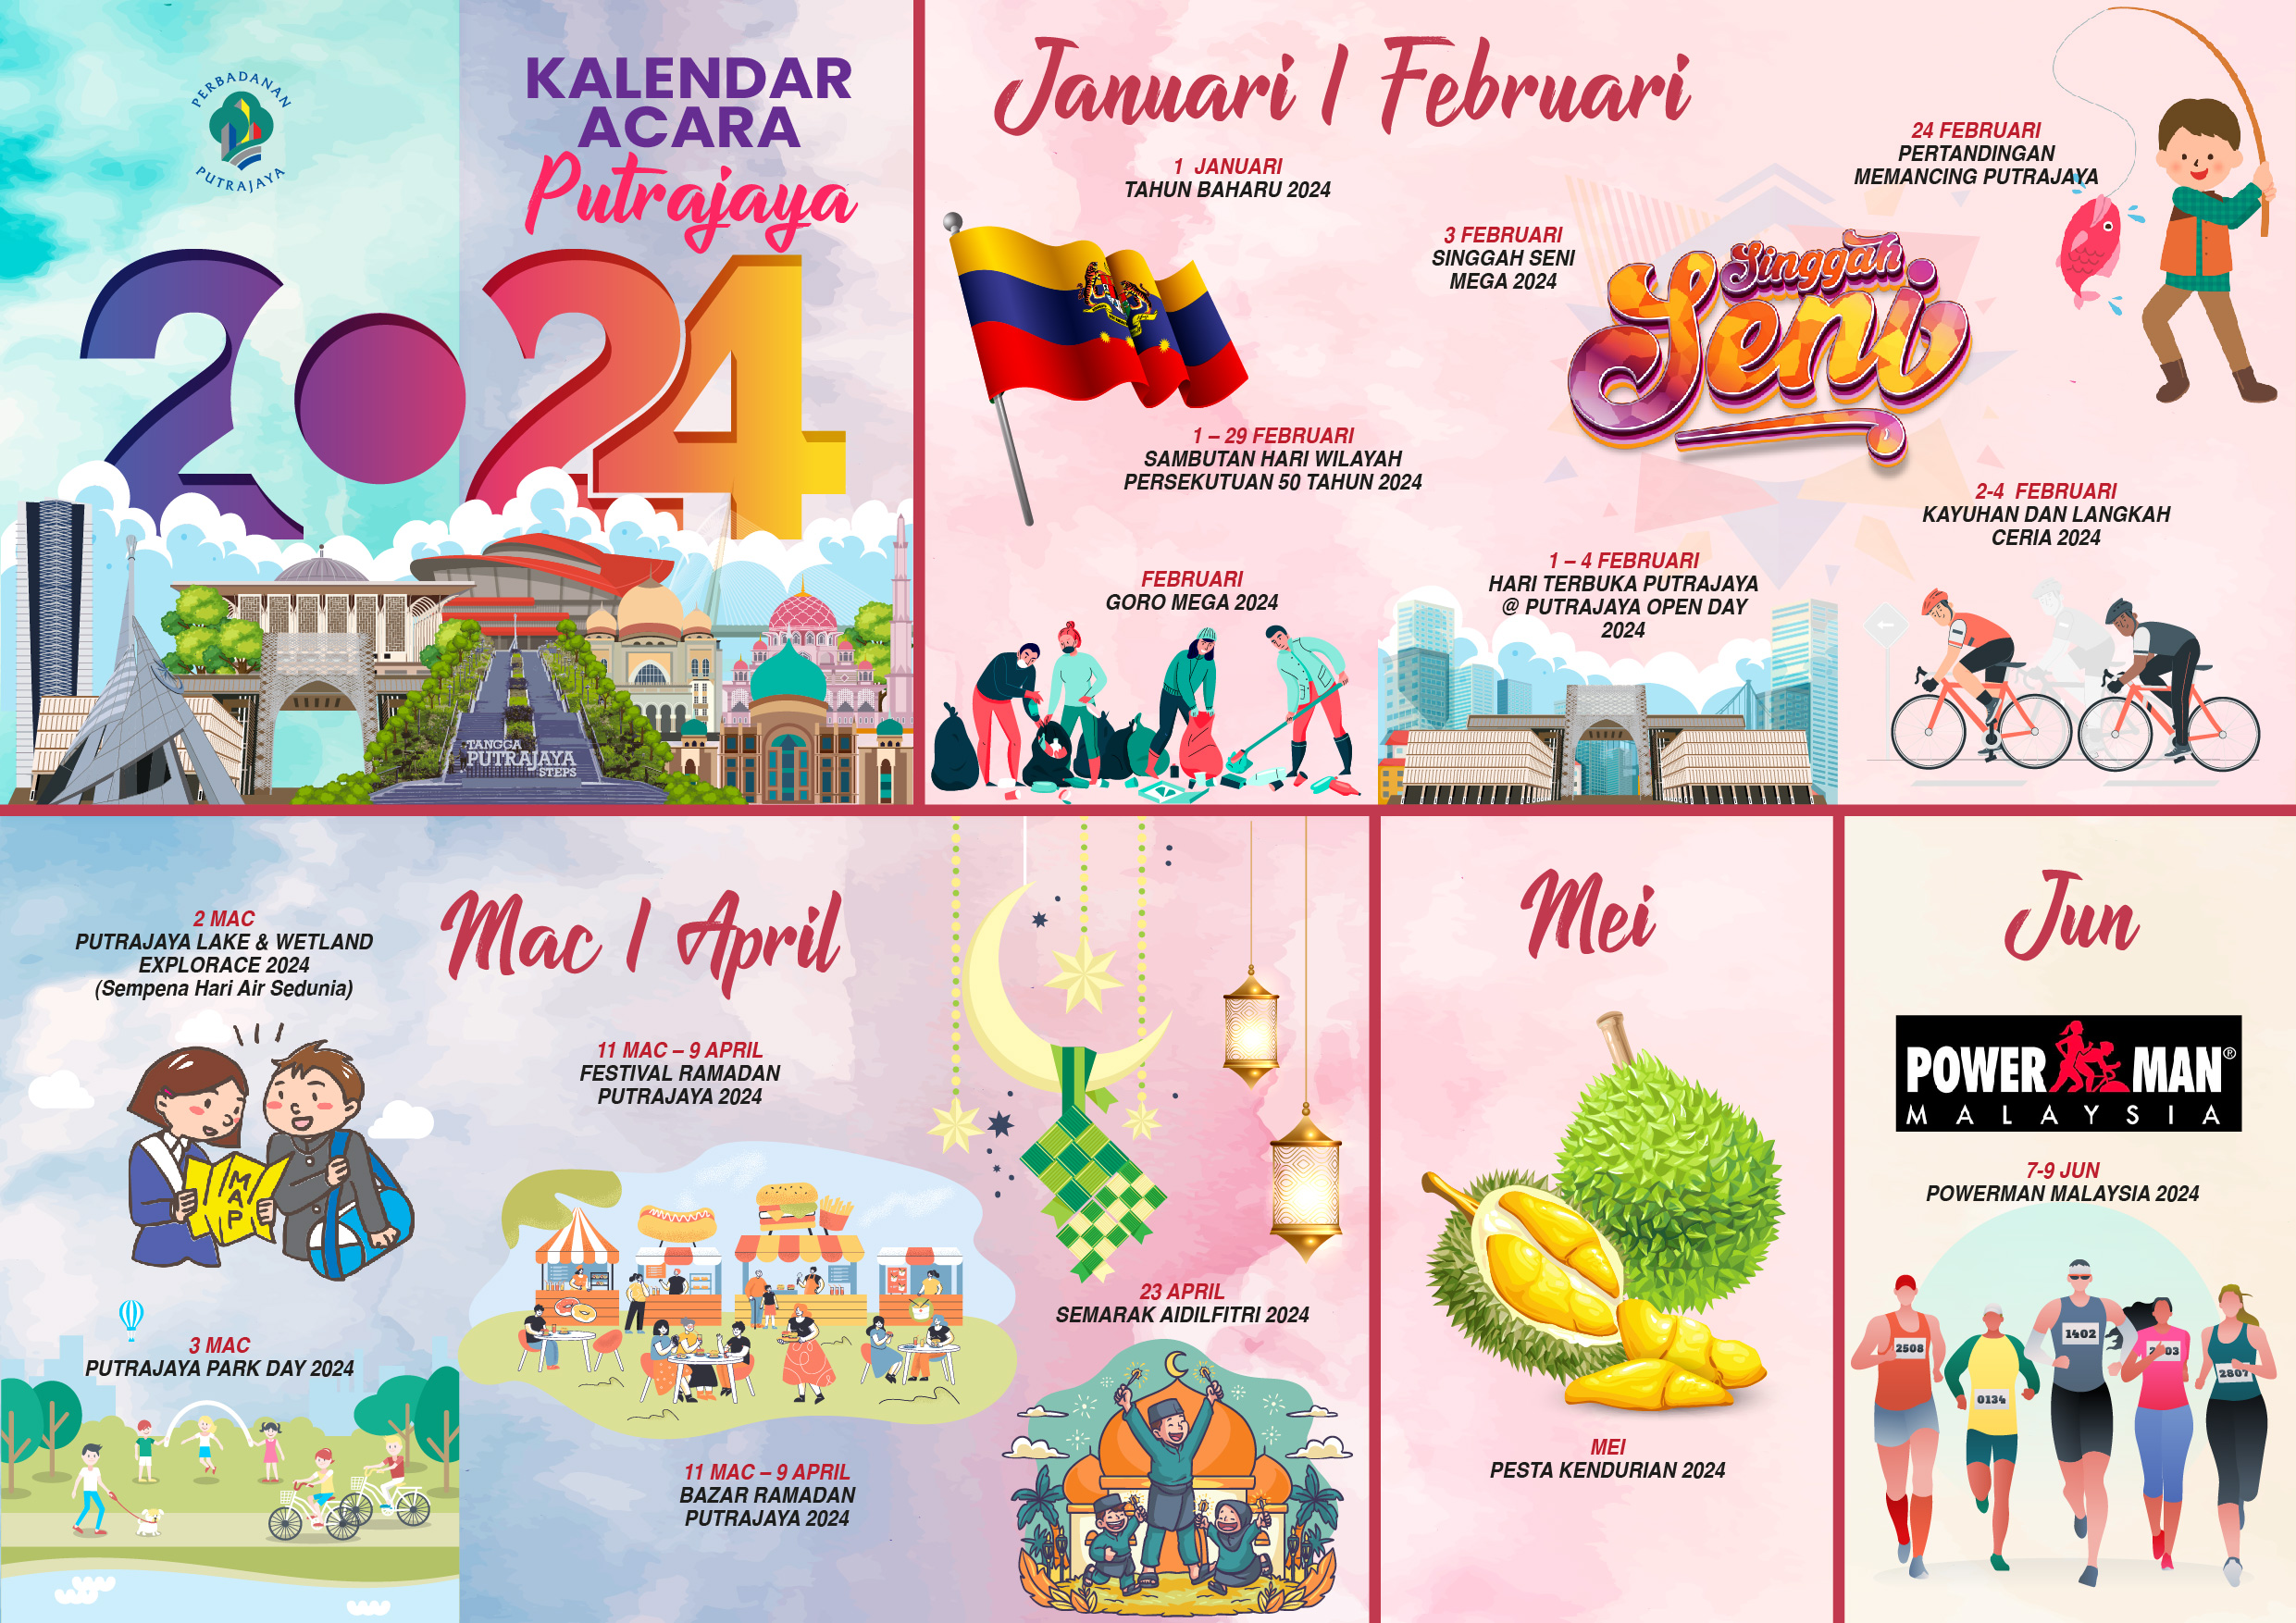 PERBADANAN
PUTRAJAYA
KALENDAR
ACARA
Putrajaya
2024
TANGGA
PUTRAJAYA
STEPS
Januari / Februari
1 JANUARI
TAHUN BAHARU 2024
1 – 29 FEBRUARI
SAMBUTAN HARI WILAYAH
PERSEKUTUAN 50 TAHUN 2024
3 FEBRUARI
SINGGAH SENI
MEGA 2024
Singgah
Seni
24 FEBRUARI
PERTANDINGAN
MEMANCING PUTRAJAYA
FEBRUARI
GORO MEGA 2024
1 – 4 FEBRUARI
HARI TERBUKA PUTRAJAYA
@ PUTRAJAYA OPEN DAY
2024
2-4 FEBRUARI
KAYUHAN DAN LANGKAH
CERIA 2024
Mac / April
2 MAC
PUTRAJAYA LAKE & WETLAND
EXPLORACE 2024
(Sempena Hari Air Sedunia)
MAP
3 MAC
PUTRAJAYA PARK DAY 2024
11 MAC – 9 APRIL
FESTIVAL RAMADAN
PUTRAJAYA 2024
11 MAC – 9 APRIL
BAZAR RAMADAN
PUTRAJAYA 2024
23 APRIL
SEMARAK AIDILFITRI 2024
Mei
MEI
PESTA KENDURIAN 2024
Jun
POWERMAN®
MALAYSIA
7-9 JUN
POWERMAN MALAYSIA 2024
2508
0134
1402
2807